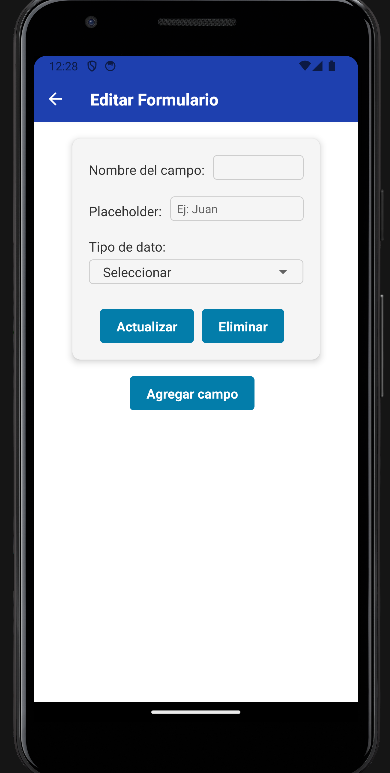 12:28
Editar Formulario
Nombre del campo:
Placeholder: Ej: Juan
Tipo de dato:
Seleccionar
Actualizar Eliminar
Agregar campo